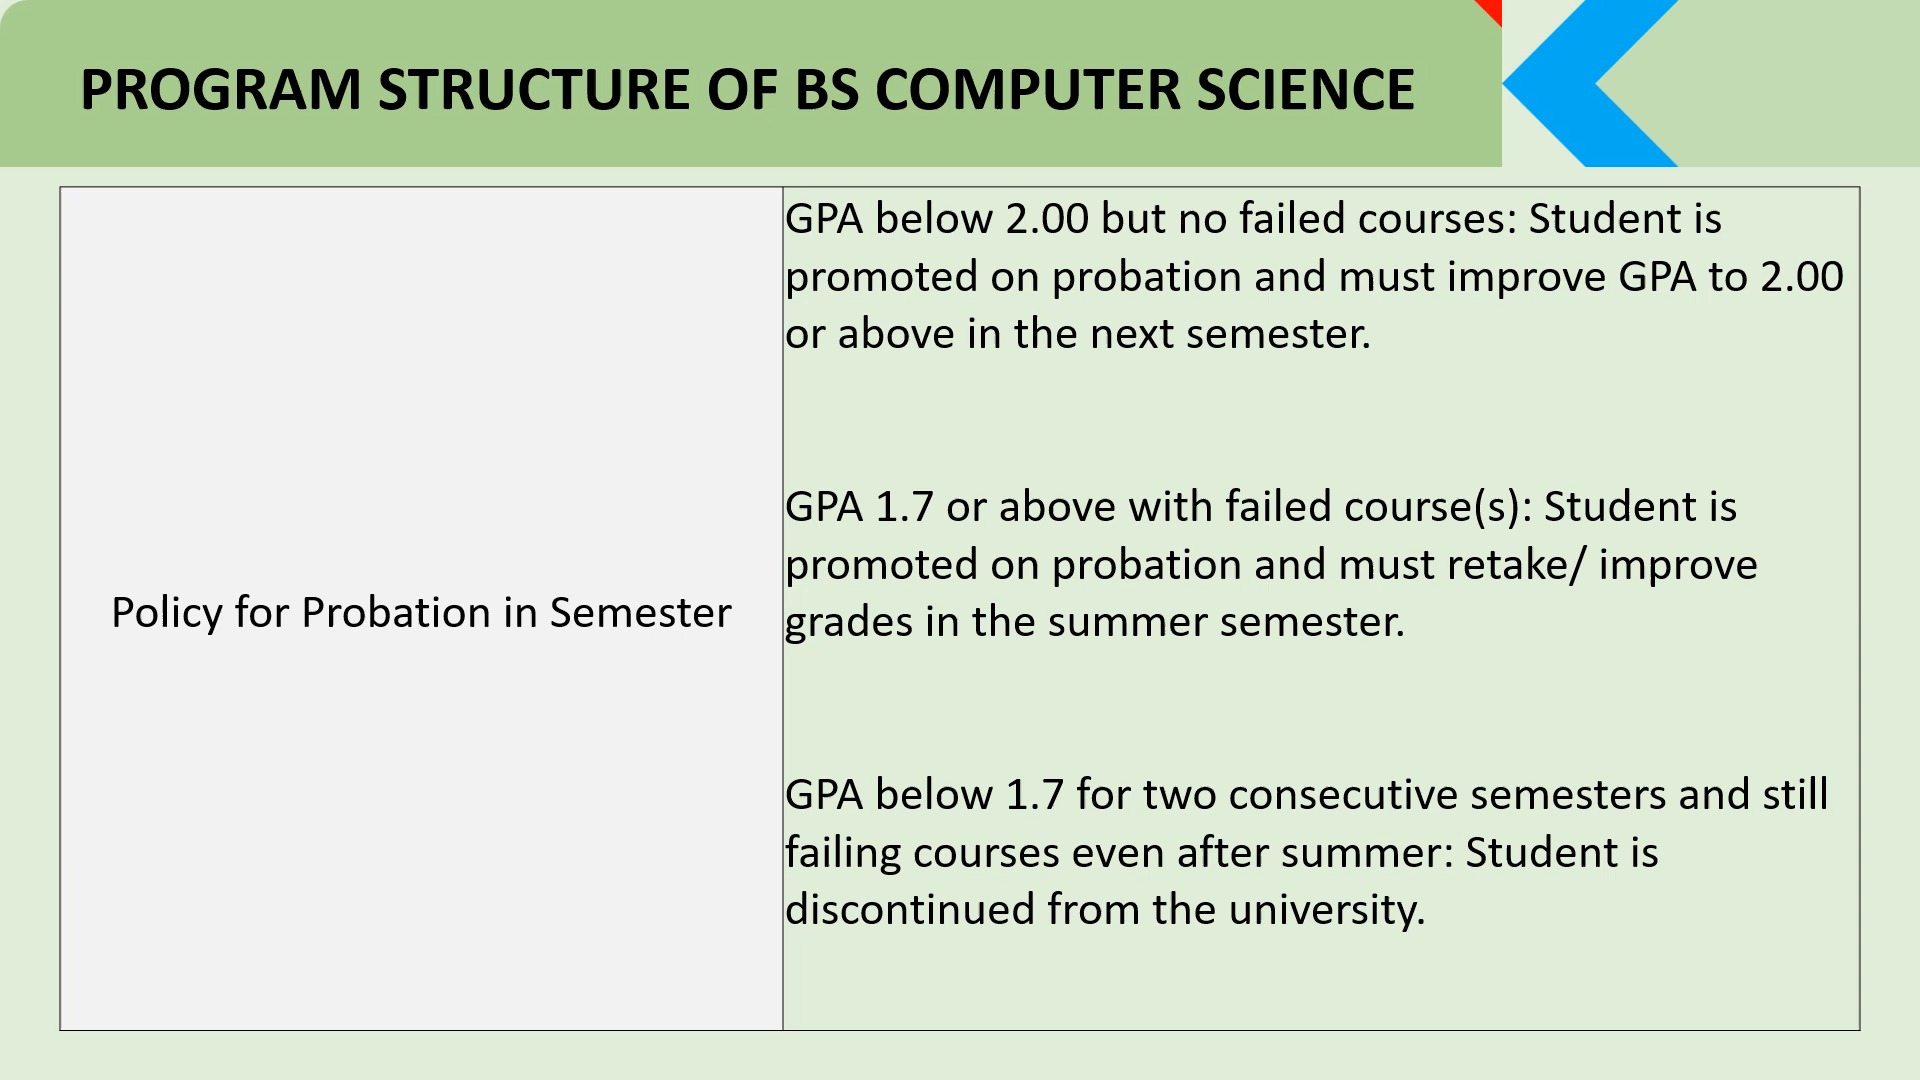 PROGRAM STRUCTURE OF BS COMPUTER SCIENCE
Policy for Probation in Semester
GPA below 2.00 but no failed courses: Student is
promoted on probation and must improve GPA to 2.00
or above in the next semester.
GPA 1.7 or above with failed course(s): Student is
promoted on probation and must retake/ improve
grades in the summer semester.
GPA below 1.7 for two consecutive semesters and still
failing courses even after summer: Student is
discontinued from the university.